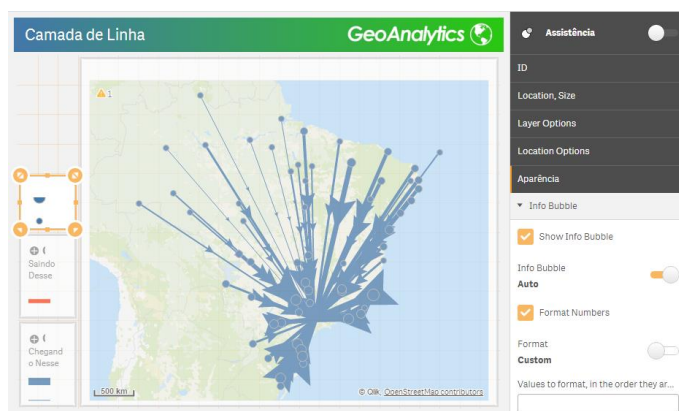 Camada de Linha
GeoAnalytics
1
Saindo
Desse
Chegand
o Nesse
500 km
© Qlik, OpenStreetMap contributors
Assistência
ID
Location, Size
Layer Options
Location Options
Aparência
Info Bubble
Show Info Bubble
Info Bubble
Auto
Format Numbers
Format
Custom
Values to format, in the order they ar...